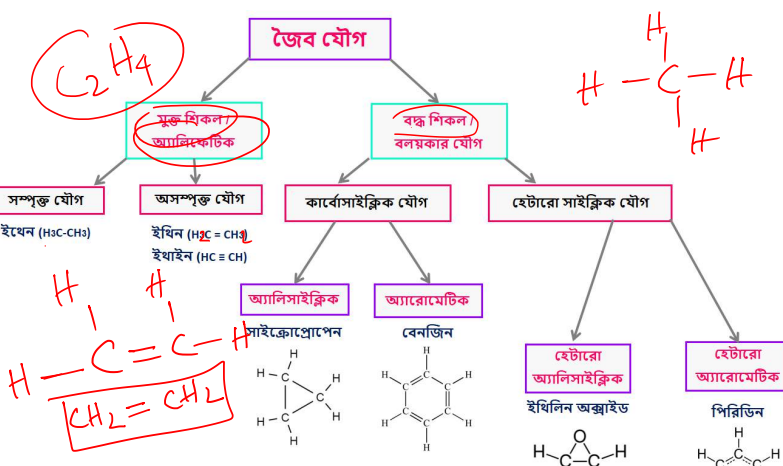 জৈব যৌগ
C2H4
মুক্ত শিকল/
অ্যালিফেটিক
বদ্ধ শিকল/
বলয়কার যৌগ
H
H - C - H
H
সম্পৃক্ত যৌগ
অসম্পৃক্ত যৌগ
কার্বোসাইক্লিক যৌগ
হেটারো সাইক্লিক যৌগ
ইথেন (H3C-CH3)
ইথিন (H2C = CH2)
ইথাইন (HC ≡ CH)
অ্যালিসাইক্লিক
অ্যারোমেটিক
সাইক্রোপ্রোপেন
বেনজিন
হেটারো
অ্যালিসাইক্লিক
হেটারো
অ্যারোমেটিক
ইথিলিন অক্সাইড
পিরিডিন
H H
H - C = C - H
CH2 = CH2
H H
H C C H
C
H H
H
H C H
C C
C C
H C H
H
O
H C C H
H
C
H C C H